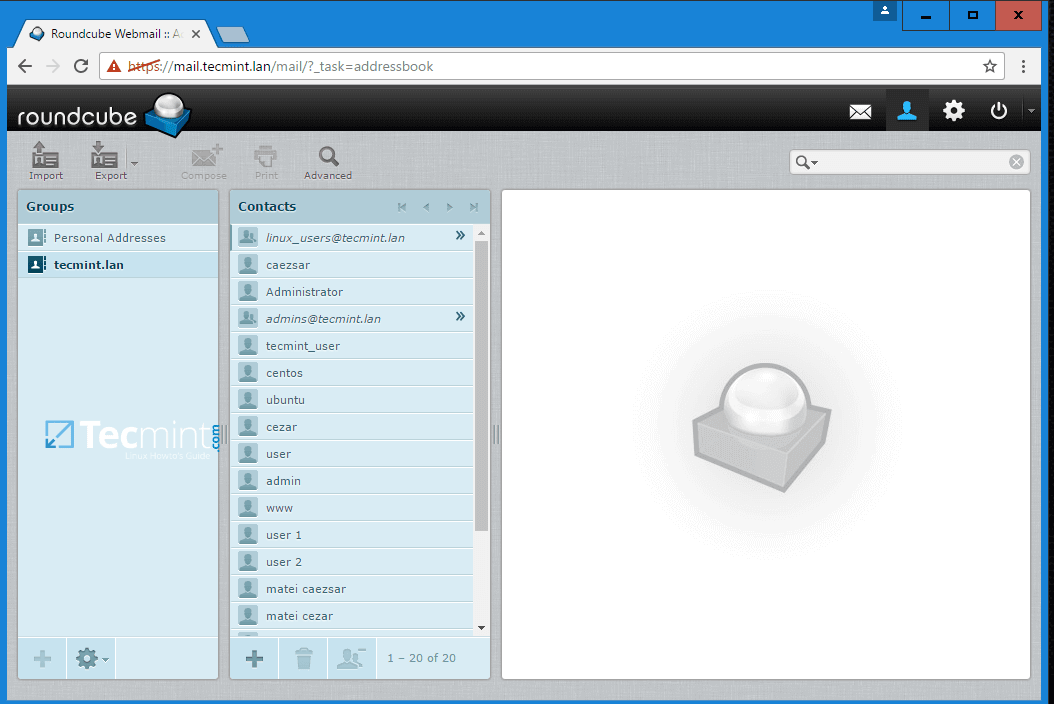 Roundcube Webmail :: A
https://mail.tecmint.lan/mail/?_task=addressbook
roundcube
Import Export Compose Print Advanced
Groups
Personal Addresses
tecmint.lan
Tecmint.com
Linux Howtos Guide
Contacts
linux_users@tecmint.lan
caezsar
Administrator
admins@tecmint.lan
tecmint_user
centos
ubuntu
cezar
user
admin
www
user 1
user 2
matei caezsar
matei cezar
1 – 20 of 20